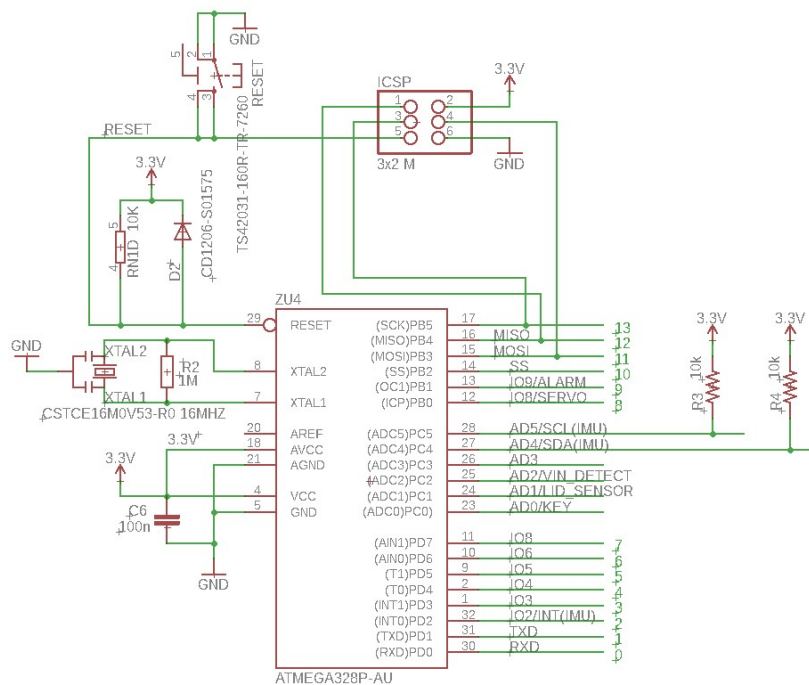 GND
5
2
1
4
3
RESET
TS42031-160R-TR-7260
RESET
ICSP
1
2
3
4
5
6
3x2 M
3.3V
GND
3.3V
5
4
RN1D
10K
D2
CD1206-S01575
ZU4
29
RESET
GND
XTAL2
XTAL1
R2
1M
8
XTAL2
7
XTAL1
CSTCE16M0V53-R0 16MHZ
20
AREF
3.3V
18
AVCC
21
AGND
3.3V
4
VCC
C6
100n
5
GND
GND
(SCK)PB5
17
13
(MISO)PB4
16
MISO
12
(MOSI)PB3
15
MOSI
11
(SS)PB2
14
SS
10
(OC1)PB1
13
IO9/ALARM
9
(ICP)PB0
12
IO8/SERVO
8
(ADC5)PC5
28
AD5/SCL(IMU)
(ADC4)PC4
27
AD4/SDA(IMU)
(ADC3)PC3
26
AD3
(ADC2)PC2
25
AD2/VIN_DETECT
(ADC1)PC1
24
AD1/LID_SENSOR
(ADC0)PC0
23
AD0/KEY
(AIN1)PD7
11
IO8
7
(AIN0)PD6
10
IO6
6
(T1)PD5
9
IO5
5
(T0)PD4
2
IO4
4
(INT1)PD3
1
IO3
3
(INT0)PD2
32
IO2/INT(IMU)
2
(TXD)PD1
31
TXD
1
(RXD)PD0
30
RXD
0
3.3V
10k
R3
3.3V
10k
R4
ATMEGA328P-AU